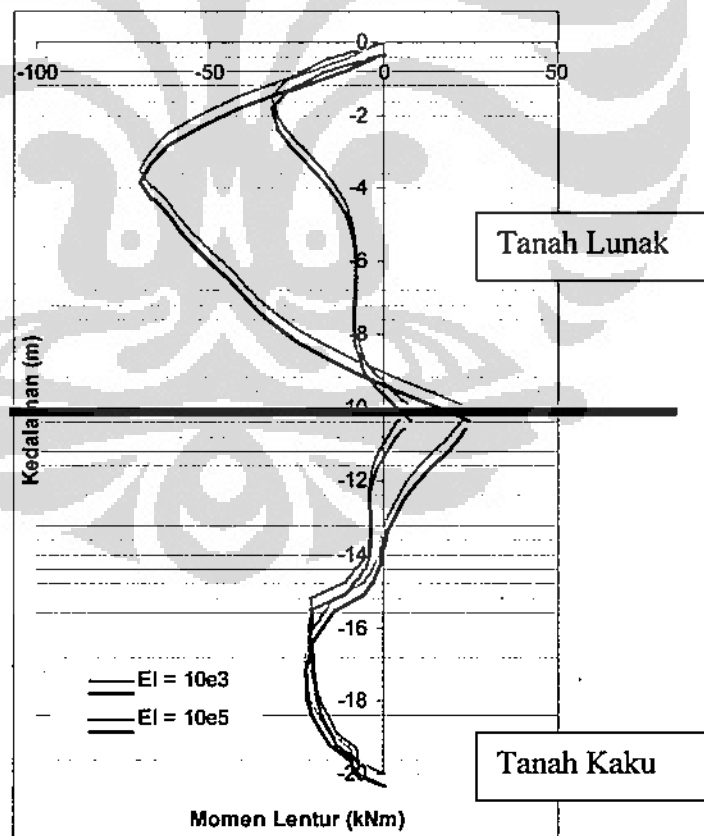 0
-100 -50 0 50
-2
-4
Tanah Lunak
-6
-8
Kedalaman (m)
-10
-12
-14
-16
EI = 10e3
-18
EI = 10e5
-20
Tanah Kaku
Momen Lentur (kNm)